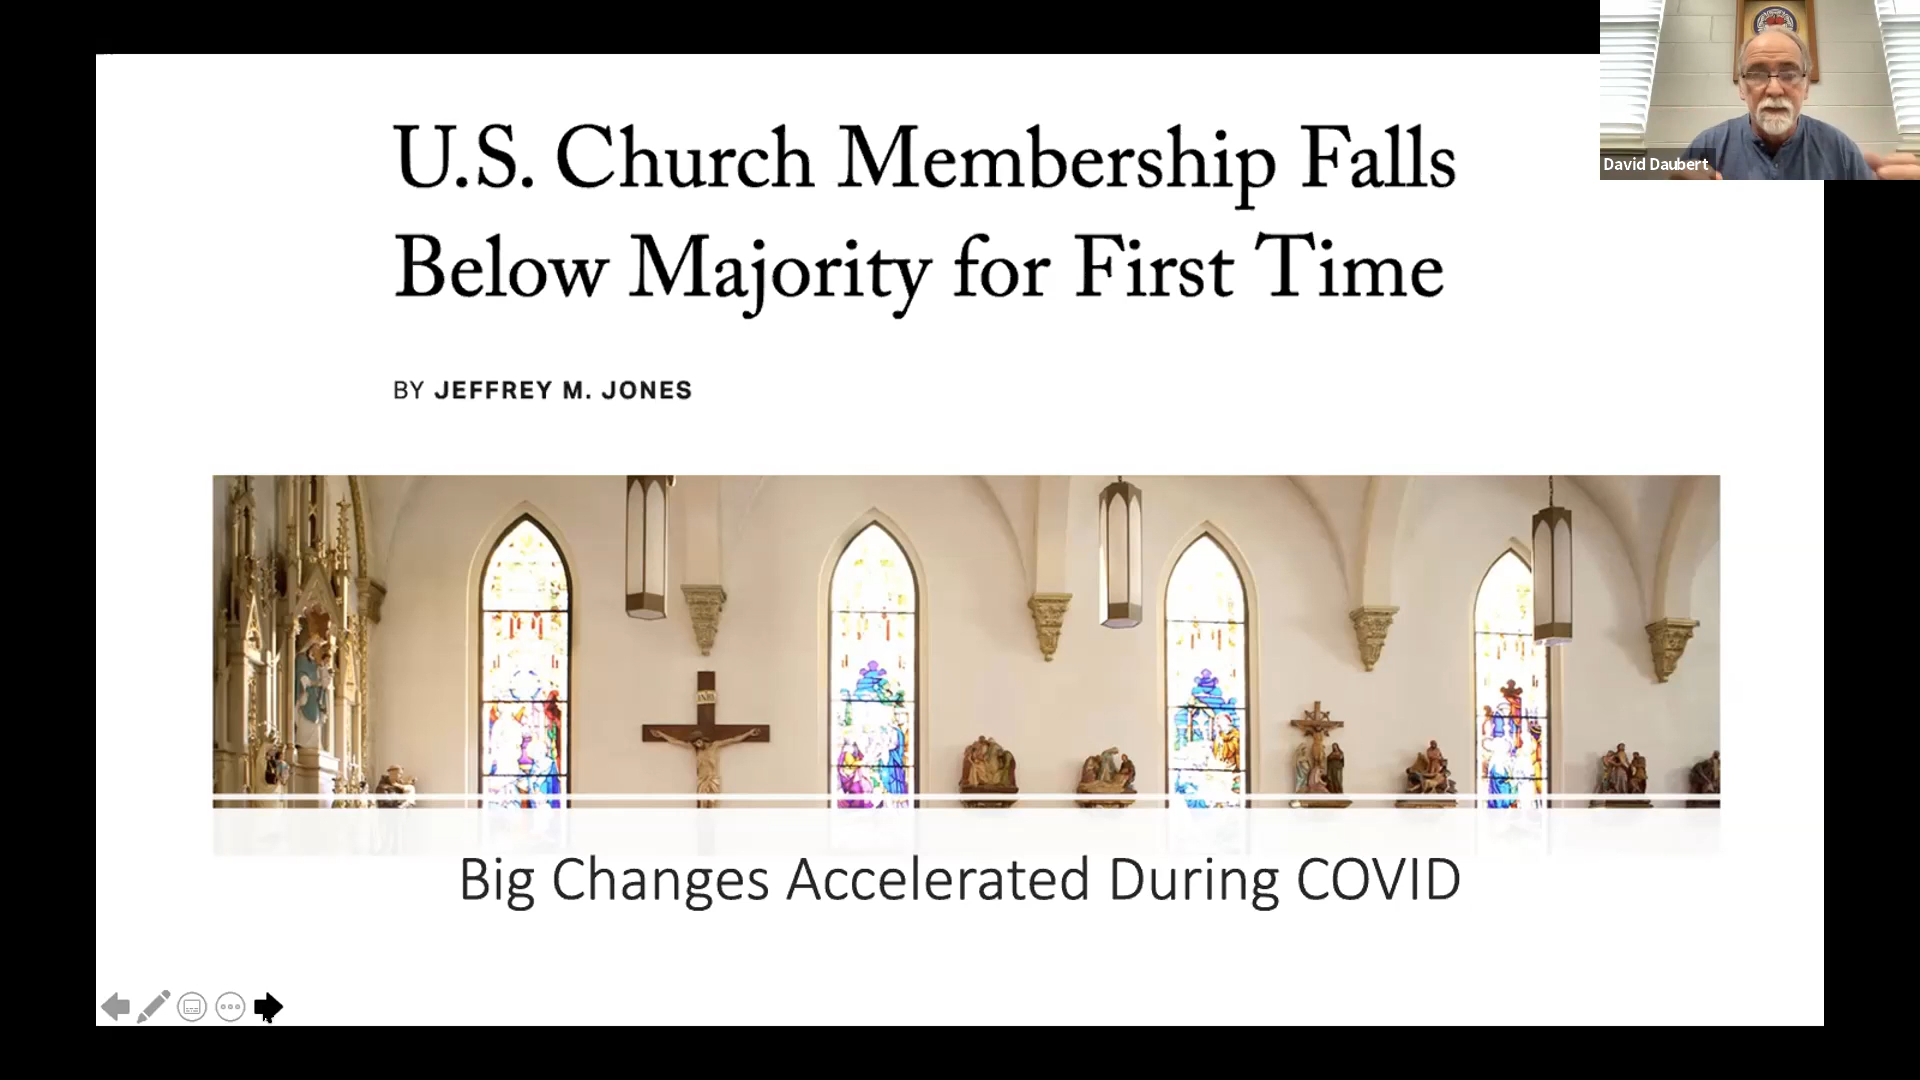 U.S. Church Membership Falls
Below Majority for First Time
BY JEFFREY M. JONES
Big Changes Accelerated During COVID
David Daubert